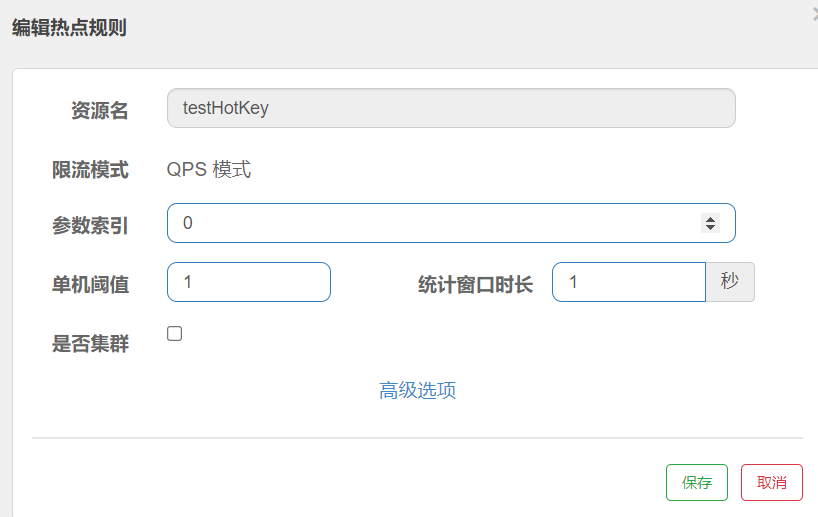 编辑热点规则
资源名 testHotKey
限流模式 QPS 模式
参数索引 0
单机阈值 1 统计窗口时长 1 秒
是否集群
高级选项
保存 取消